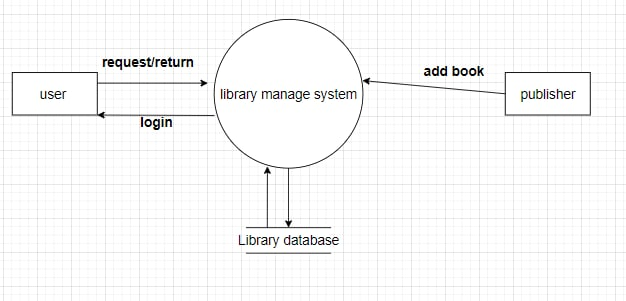 request/return
add book
user
library manage system
publisher
login
Library database